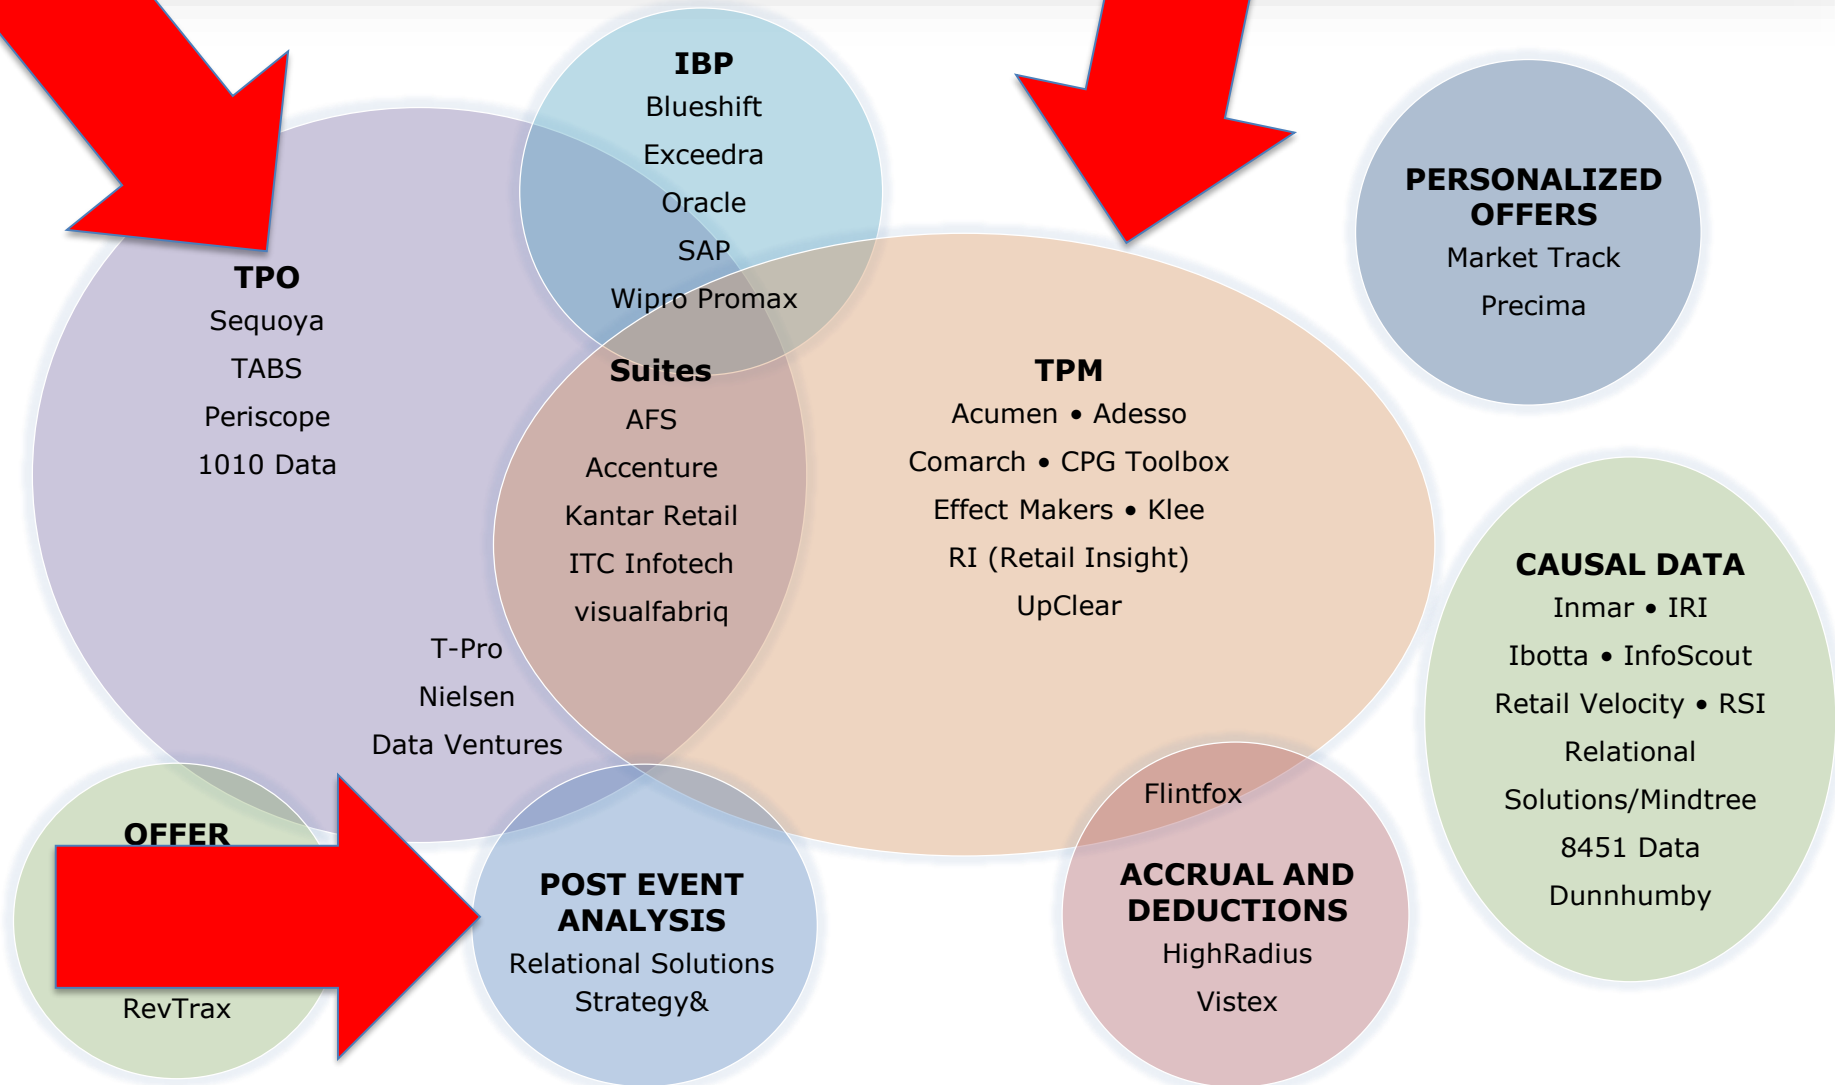 IBP
Blueshift
Exceedra
Oracle
SAP
Wipro Promax
PERSONALIZED
OFFERS
Market Track
Precima
TPO
Sequoya
TABS
Periscope
1010 Data
Suites
AFS
Accenture
Kantar Retail
ITC Infotech
visualfabriq
TPM
Acumen • Adesso
Comarch • CPG Toolbox
Effect Makers • Klee
RI (Retail Insight)
UpClear
T-Pro
Nielsen
Data Ventures
CAUSAL DATA
Inmar • IRI
Ibotta • InfoScout
Retail Velocity • RSI
Relational
Solutions/Mindtree
8451 Data
Dunnhumby
OFFER
RevTrax
POST EVENT
ANALYSIS
Relational Solutions
Strategy&
Flintfox
ACCRUAL AND
DEDUCTIONS
HighRadius
Vistex